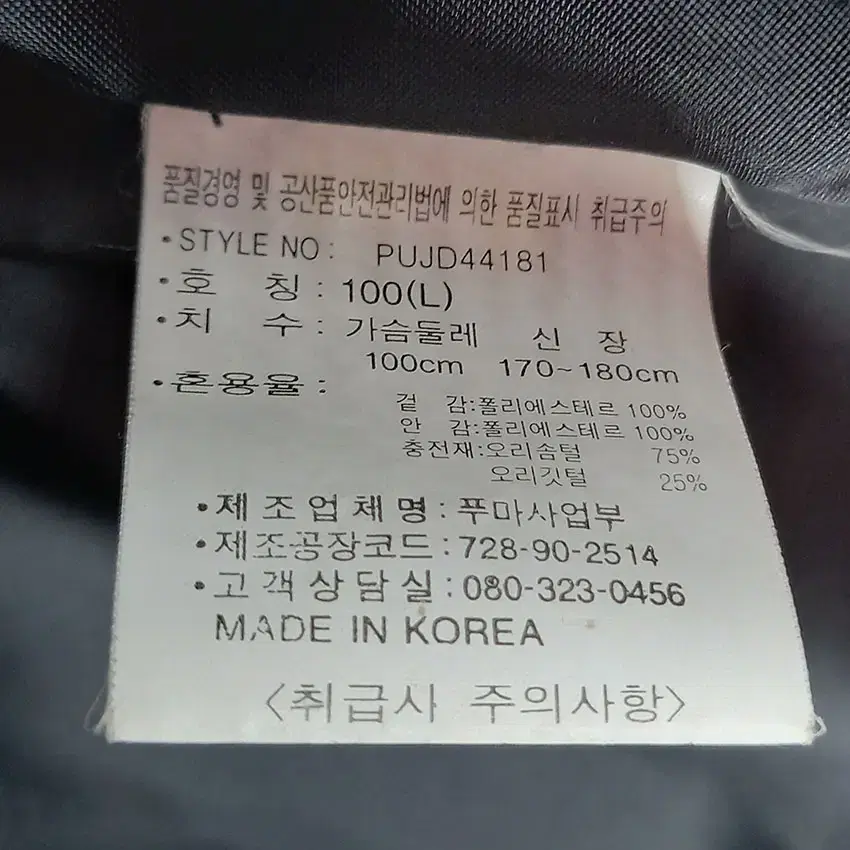 품질경영 및 공산품안전관리법에 의한 품질표시 취급주의
•STYLE NO : PUJD44181
•호 칭 : 100(L)
•치 수 : 가슴둘레 신 장
100cm 170~180cm
•혼용율 :
겉 감:폴리에스테르 100%
안 감:폴리에스테르 100%
충전재:오리솜털 75%
오리깃털 25%
•제조업체명 : 푸마사업부
•제조공장코드 : 728-90-2514
•고객상담실 : 080-323-0456
MADE IN KOREA
<취급사 주의사항>